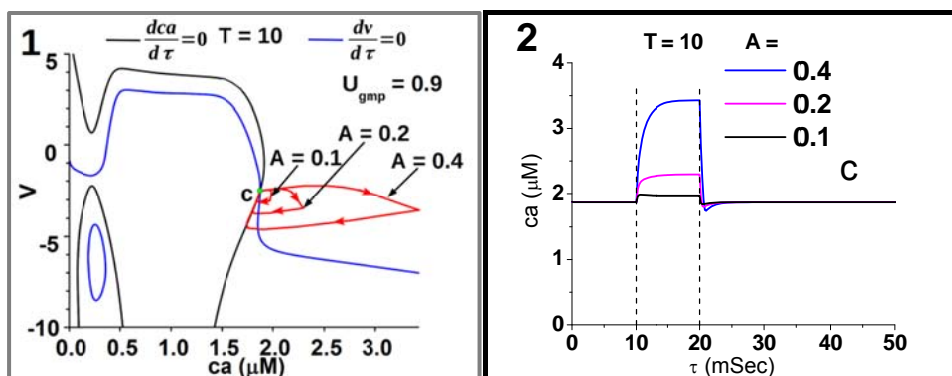 1
dca/dτ=0 T = 10 dv/dτ=0
U_gmp = 0.9
5
0
-5
-10
V
A = 0.1
A = 0.2
A = 0.4
c
0.0 0.5 1.0 1.5 2.0 2.5 3.0
ca (μM)
2
T = 10 A =
0.4
0.2
0.1
C
4
3
2
1
0
ca (μM)
0 10 20 30 40 50
τ (mSec)